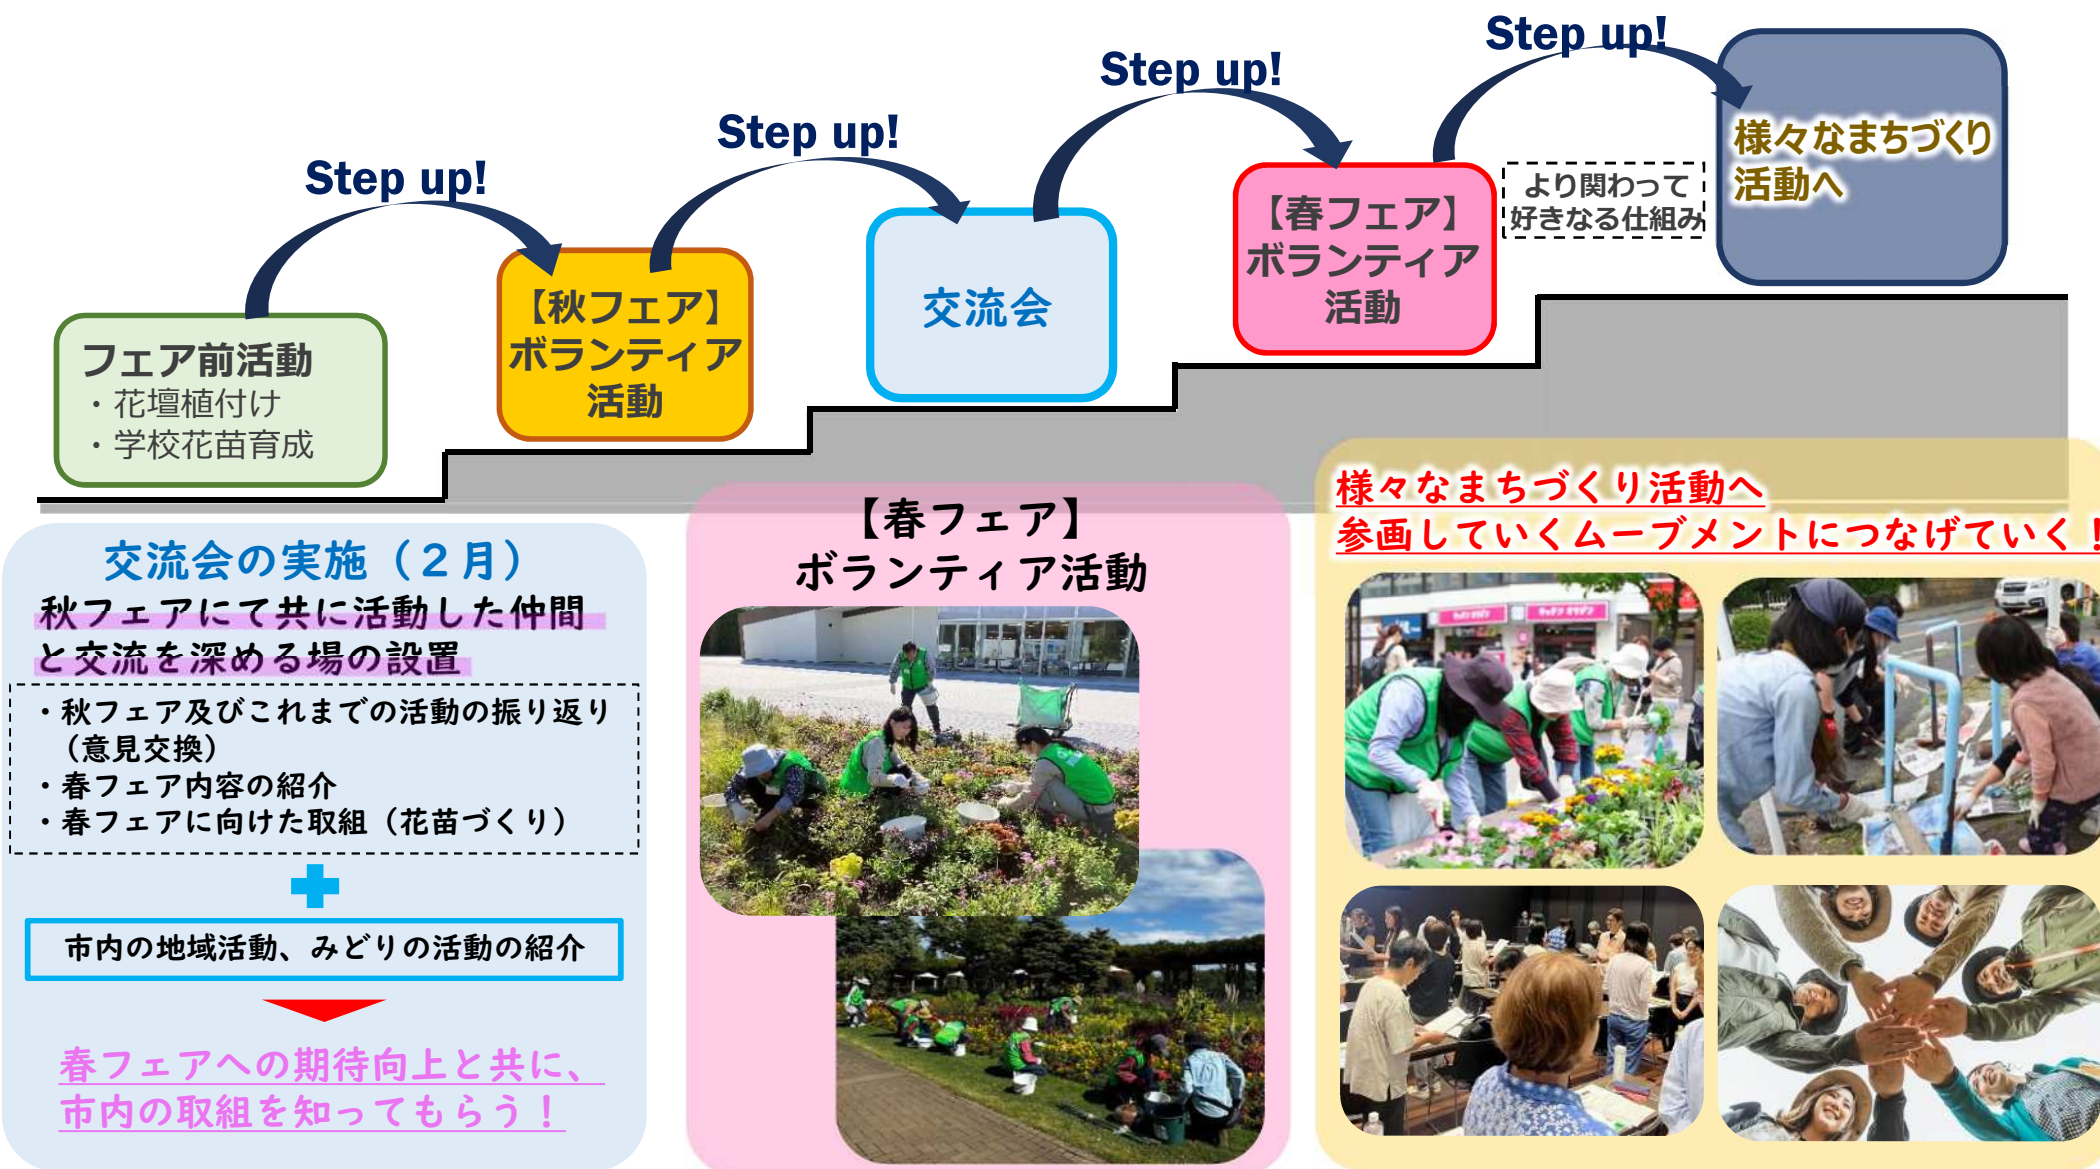 Step up!
Step up!
Step up!
Step up!
フェア前活動
・花壇植付け
・学校花苗育成
【秋フェア】
ボランティア
活動
交流会
【春フェア】
ボランティア
活動
より関わって
好きなる仕組み
様々なまちづくり
活動へ
交流会の実施（２月）
秋フェアにて共に活動した仲間
と交流を深める場の設置
・秋フェア及びこれまでの活動の振り返り
（意見交換）
・春フェア内容の紹介
・春フェアに向けた取組（花苗づくり）
市内の地域活動、みどりの活動の紹介
春フェアへの期待向上と共に、
市内の取組を知ってもらう！
【春フェア】
ボランティア活動
様々なまちづくり活動へ
参画していくムーブメントにつなげていく！